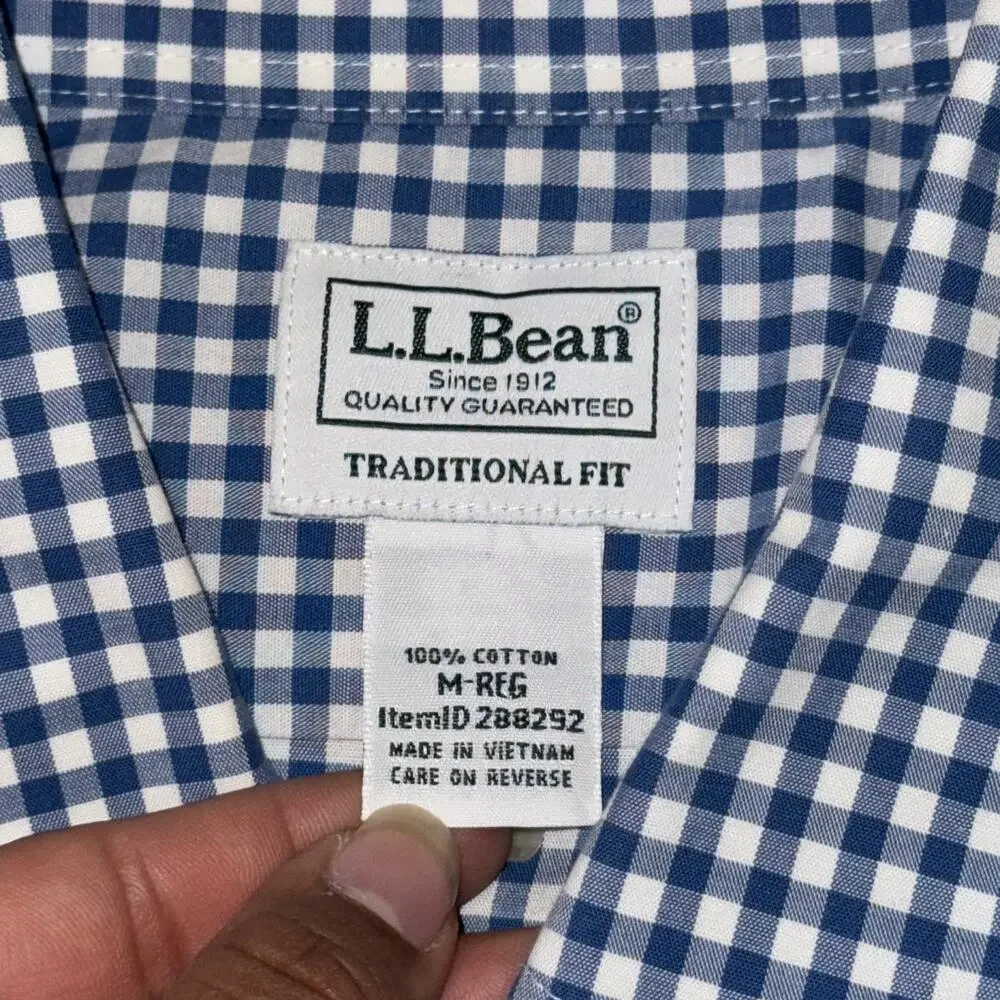 L.L.Bean®
Since 1912
QUALITY GUARANTEED
TRADITIONAL FIT
100% COTTON
M-REG
ItemID 288292
MADE IN VIETNAM
CARE ON REVERSE